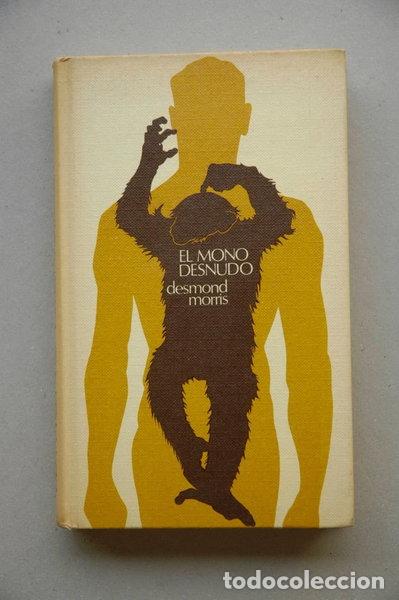 EL MONO
DESNUDO
desmond
morris
todocoleccion